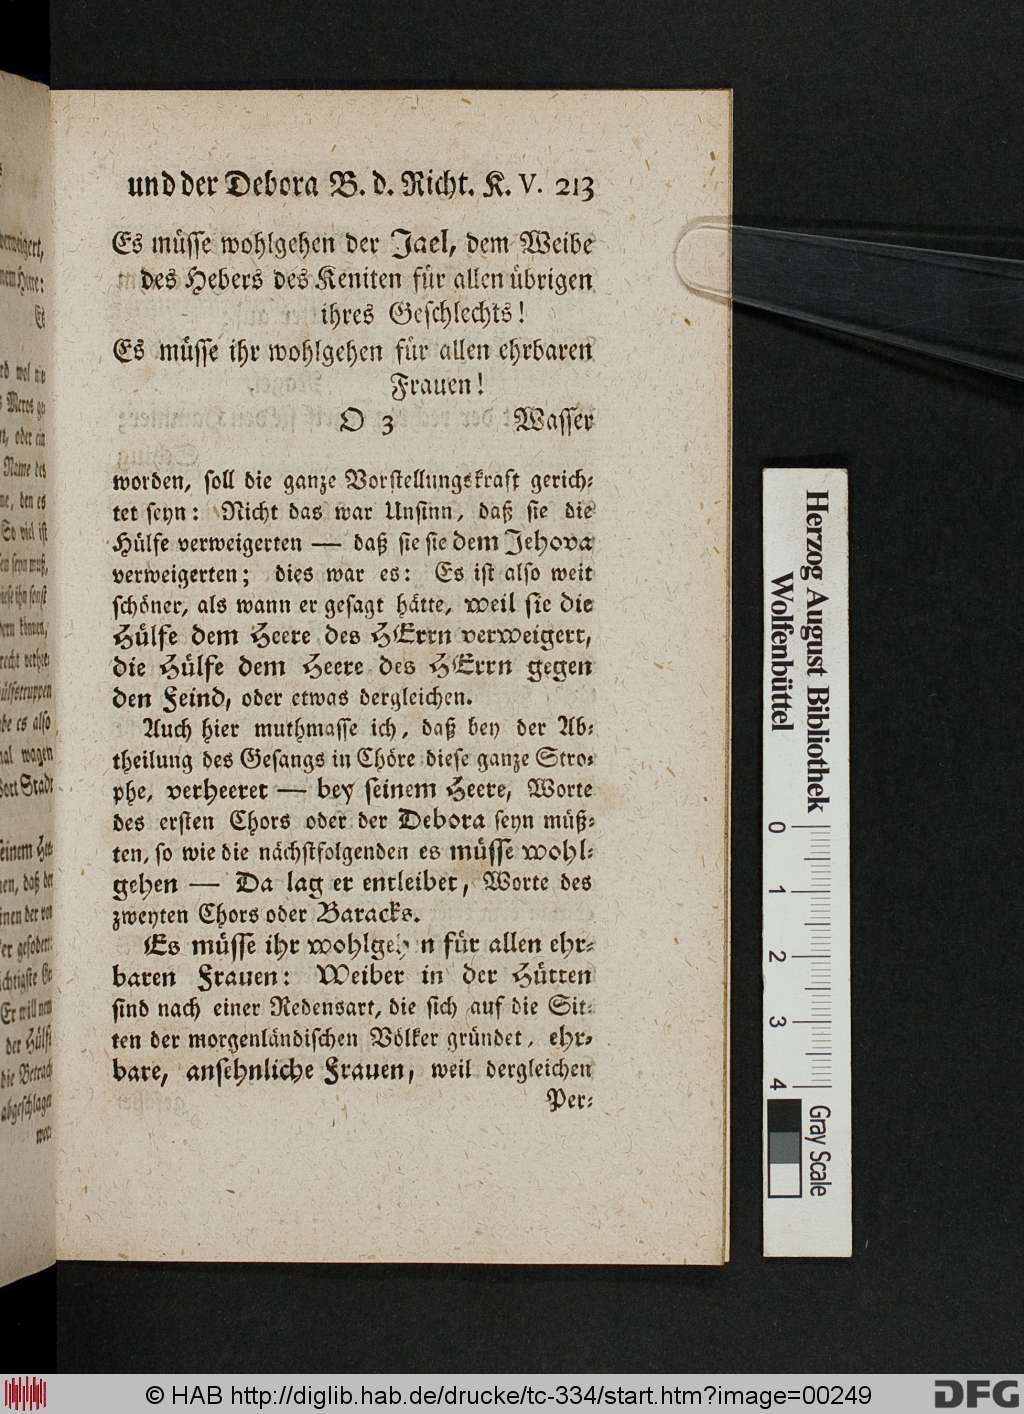 und der Debora B. d. Richt. K. V. 213
Es müsse wohlgehen der Jael, dem Weibe
des Hebers des Keniten für allen übrigen
ihres Geschlechts!
Es müsse ihr wohlgehen für allen ehrbaren
Frauen!
O 3 Wasser
worden, soll die ganze Vorstellungskraft gerich-
tet seyn: Nicht das war Unsinn, daß sie die
Hülfe verweigerten — daß sie sie dem Jehova
verweigerten; dies war es: Es ist also weit
schöner, als wann er gesagt hätte, weil sie die
Hülfe dem Heere des HErrn verweigert,
die Hülfe dem Heere des HErrn gegen
den Feind, oder etwas dergleichen.
Auch hier muthmasse ich, daß bey der Ab-
theilung des Gesangs in Chöre diese ganze Stro-
phe, verheeret — bey seinem Heere, Worte
des ersten Chors oder der Debora seyn müß-
ten, so wie die nächstfolgenden es müsse wohl-
gehen — Da lag er entleibet, Worte des
zweyten Chors oder Baracks.
Es müsse ihr wohlgeh n für allen ehr-
baren Frauen: Weiber in der Hütten
sind nach einer Redensart, die sich auf die Sit-
ten der morgenländischen Völker gründet, ehr-
bare, ansehnliche Frauen, weil dergleichen
Per-
Herzog August Bibliothek
Wolfenbüttel
0 1 2 3 4
Gray Scale
© HAB http://diglib.hab.de/drucke/tc-334/start.htm?image=00249
DFG